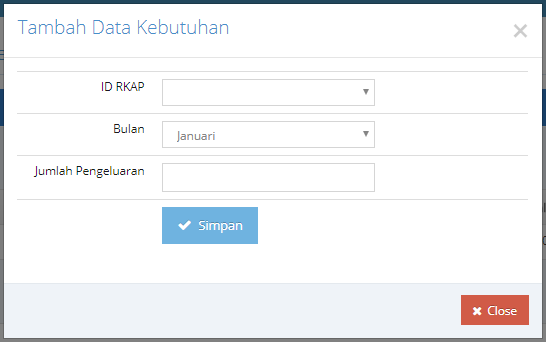 Tambah Data Kebutuhan
ID RKAP
Bulan
Januari
Jumlah Pengeluaran
Simpan
Close